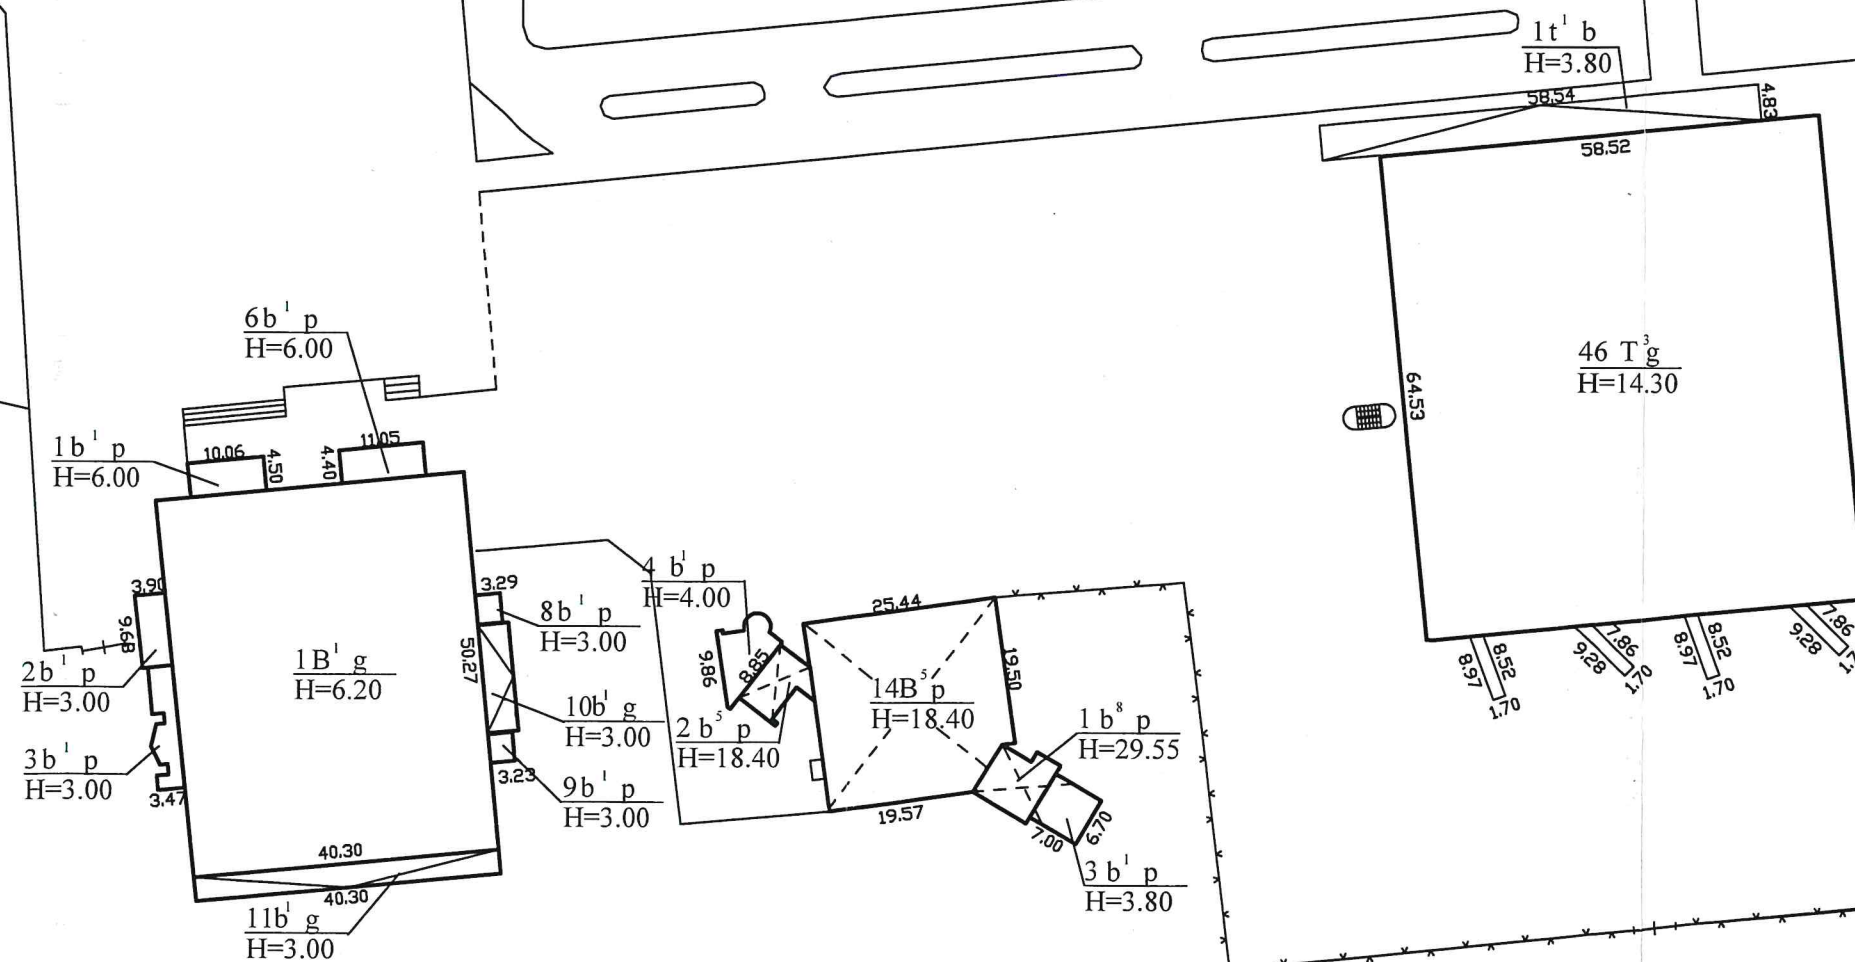 1t¹ b
H=3.80
58.54
4.83
58.52
46 T³g
H=14.30
64.53
6b¹ p
H=6.00
1b¹ p
H=6.00
10.06
4.50
4.40
11.05
3.90
9.68
2b¹ p
H=3.00
3b¹ p
H=3.00
3.47
1B¹ g
H=6.20
50.27
3.29
8b¹ p
H=3.00
10b¹ g
H=3.00
3.23
9b¹ p
H=3.00
40.30
40.30
11b¹ g
H=3.00
4 b¹ p
H=4.00
9.86
8.85
2 b⁵ p
H=18.40
25.44
19.50
14B⁵p
H=18.40
19.57
1 b⁸ p
H=29.55
7.00
6.70
3 b¹ p
H=3.80
8.97
8.52
1.70
9.28
7.86
1.70
8.97
8.52
1.70
9.28
7.86